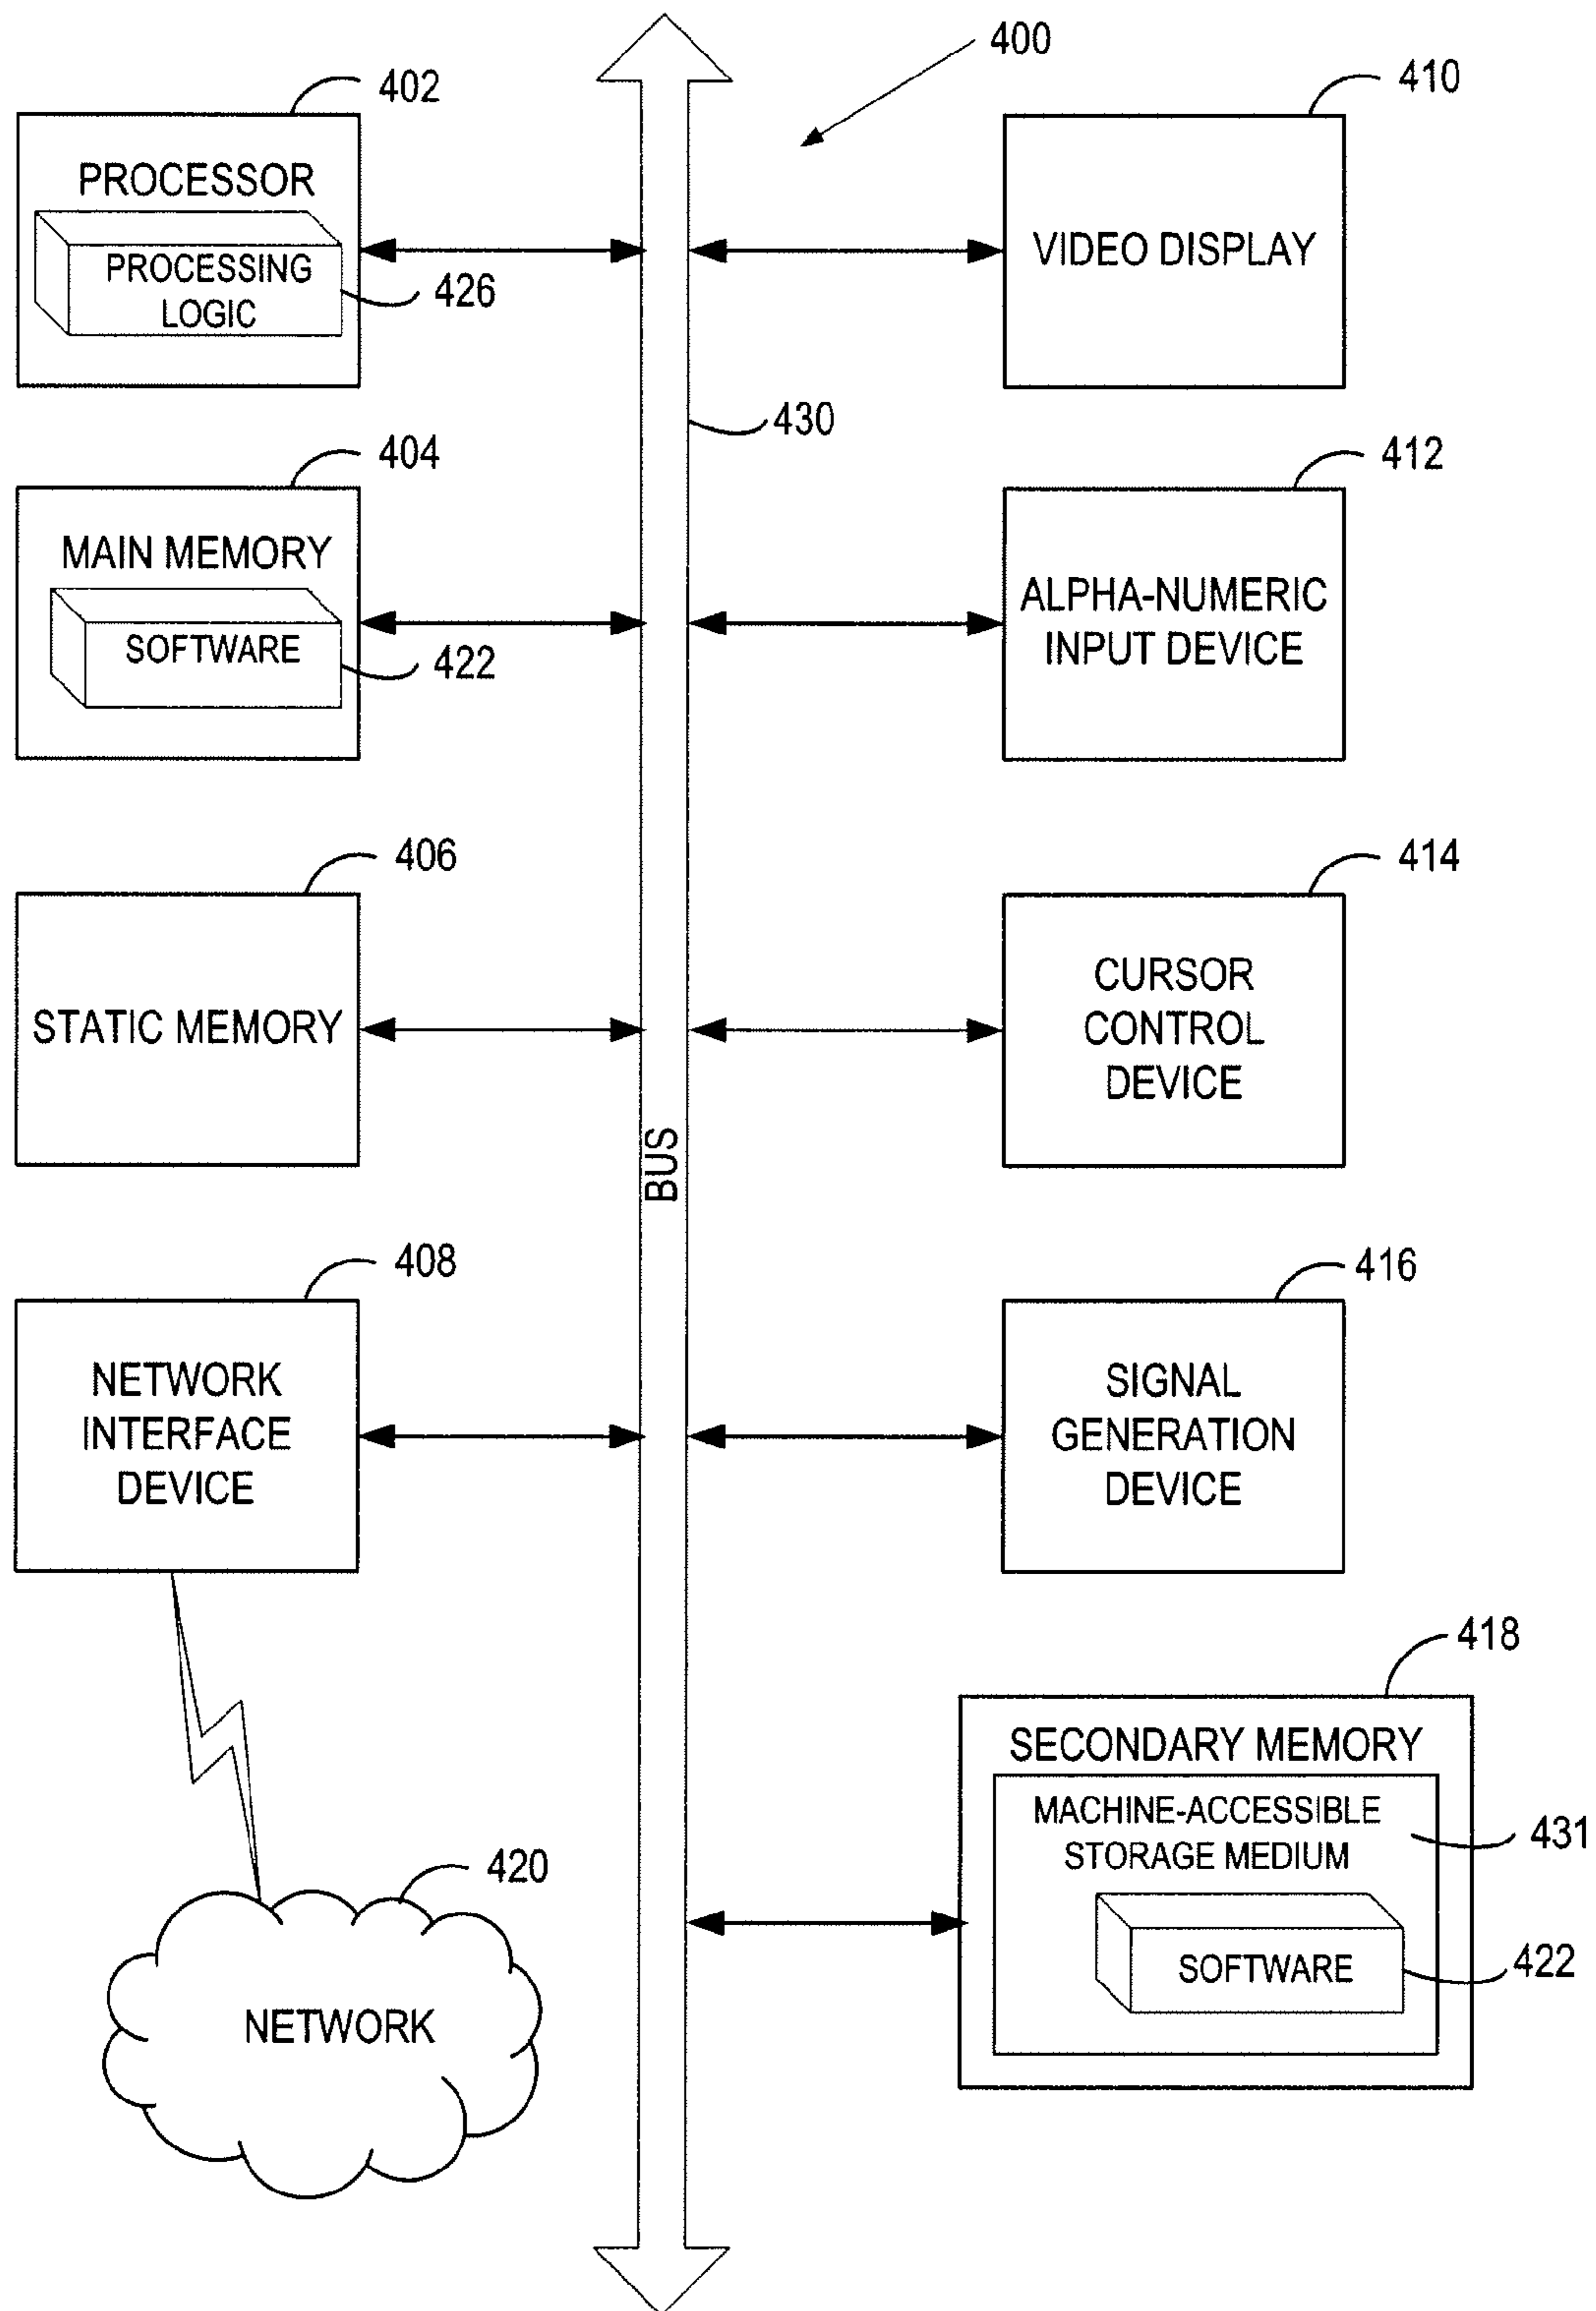 400
402
PROCESSOR
PROCESSING
LOGIC
426
410
VIDEO DISPLAY
430
404
MAIN MEMORY
SOFTWARE
422
412
ALPHA-NUMERIC
INPUT DEVICE
406
STATIC MEMORY
414
CURSOR
CONTROL
DEVICE
BUS
408
NETWORK
INTERFACE
DEVICE
416
SIGNAL
GENERATION
DEVICE
418
SECONDARY MEMORY
MACHINE-ACCESSIBLE
STORAGE MEDIUM
431
SOFTWARE
422
420
NETWORK